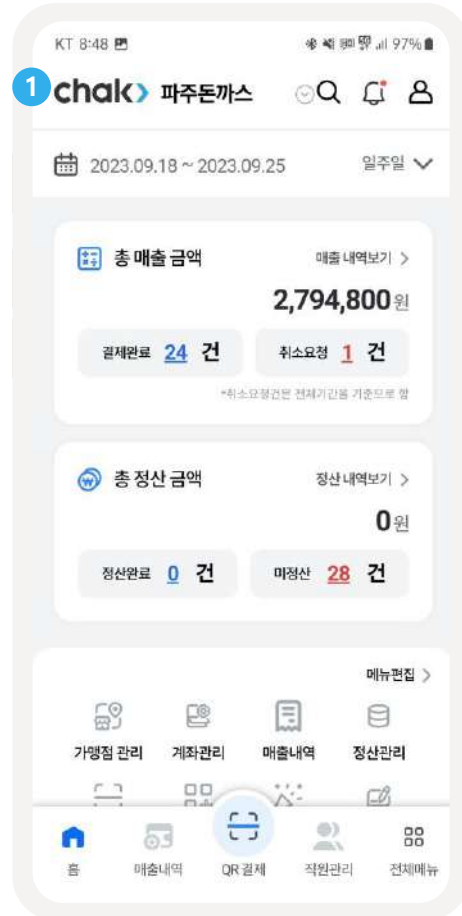 KT 8:48 97%
1 chak 파주돈까스
2023.09.18 ~ 2023.09.25 일주일
총 매출 금액 매출 내역보기 >
2,794,800 원
결제완료 24 건 취소요청 1 건
*취소요청건은 전체기간을 기준으로 함
총 정산 금액 정산 내역보기 >
0 원
정산완료 0 건 미정산 28 건
메뉴편집 >
가맹점 관리 계좌관리 매출내역 정산관리
홈 매출내역 QR 결제 직원관리 전체메뉴